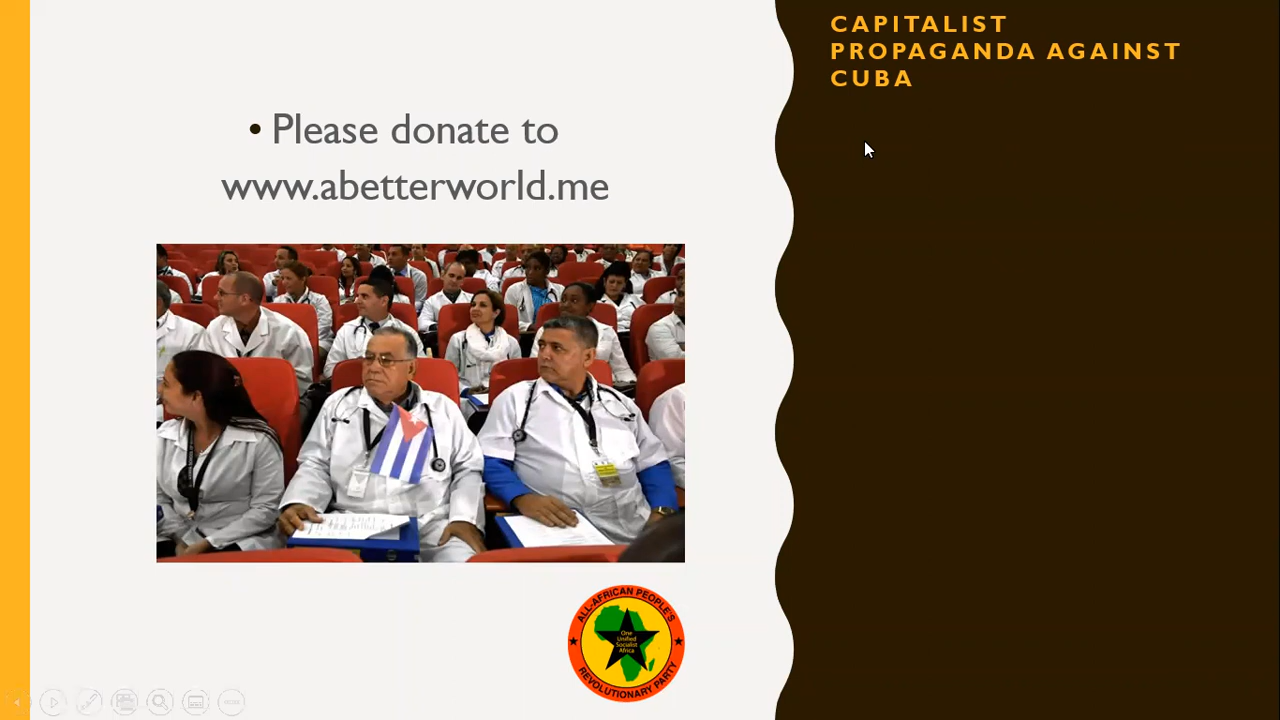 CAPITALIST
PROPAGANDA AGAINST
CUBA
• Please donate to
www.abetterworld.me
ALL-AFRICAN PEOPLE'S
One
Unified
Socialist
Africa
REVOLUTIONARY PARTY